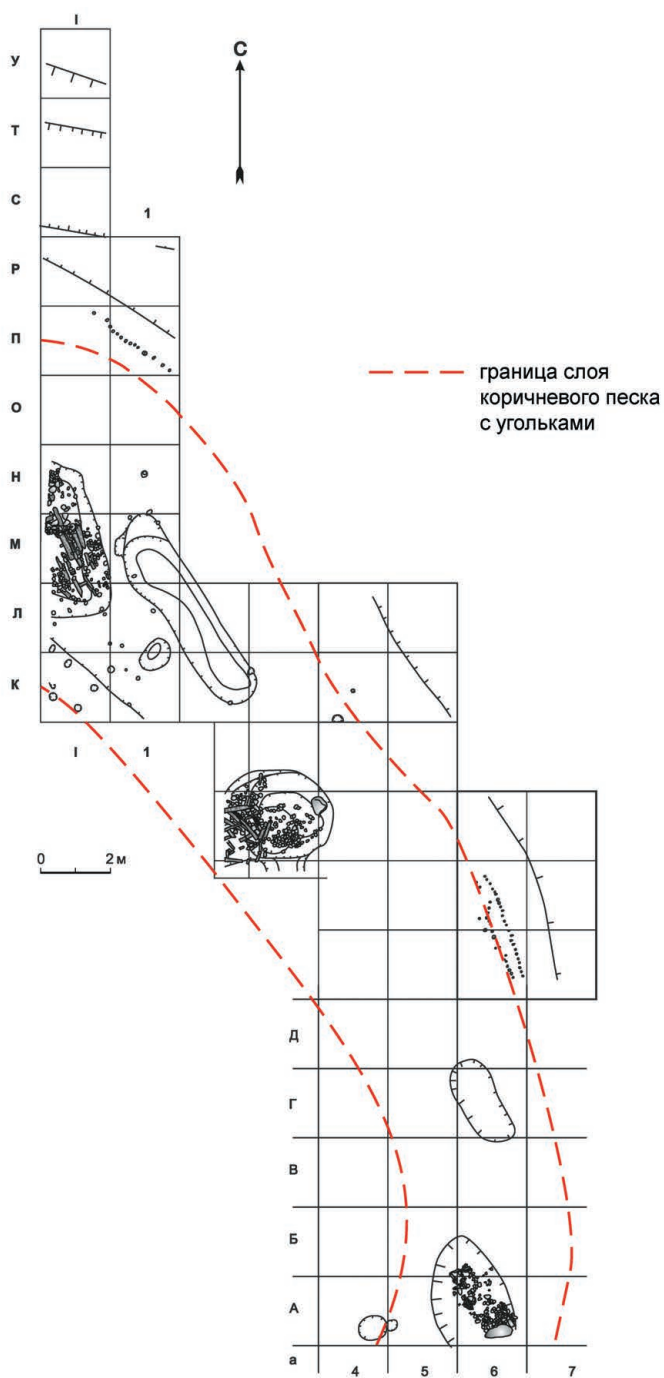 I
У
С
Т
С
1
Р
П
граница слоя
коричневого песка
с угольками
О
Н
М
Л
К
I 1
0 2 м
Д
Г
В
Б
А
а
4 5 6 7